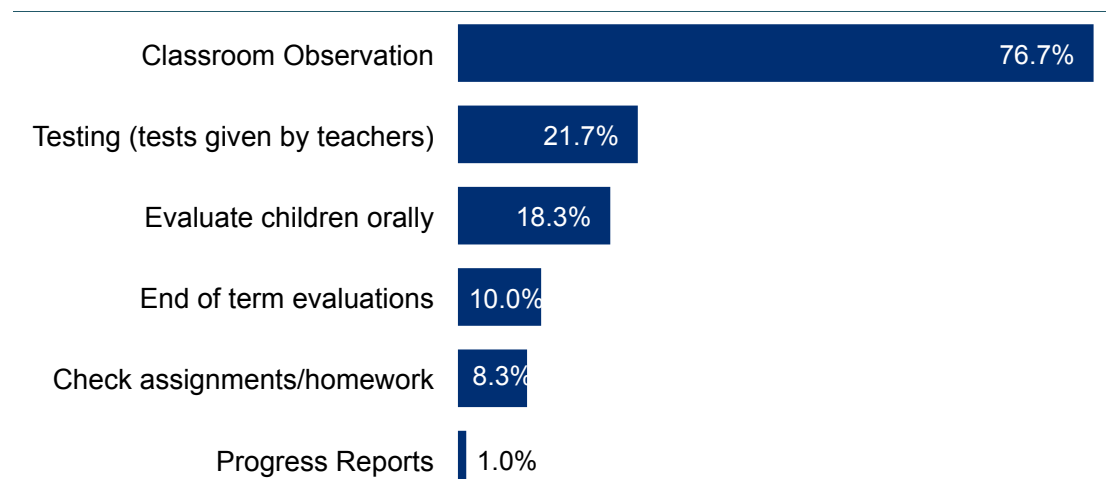 Classroom Observation 76.7%
Testing (tests given by teachers) 21.7%
Evaluate children orally 18.3%
End of term evaluations 10.0%
Check assignments/homework 8.3%
Progress Reports 1.0%